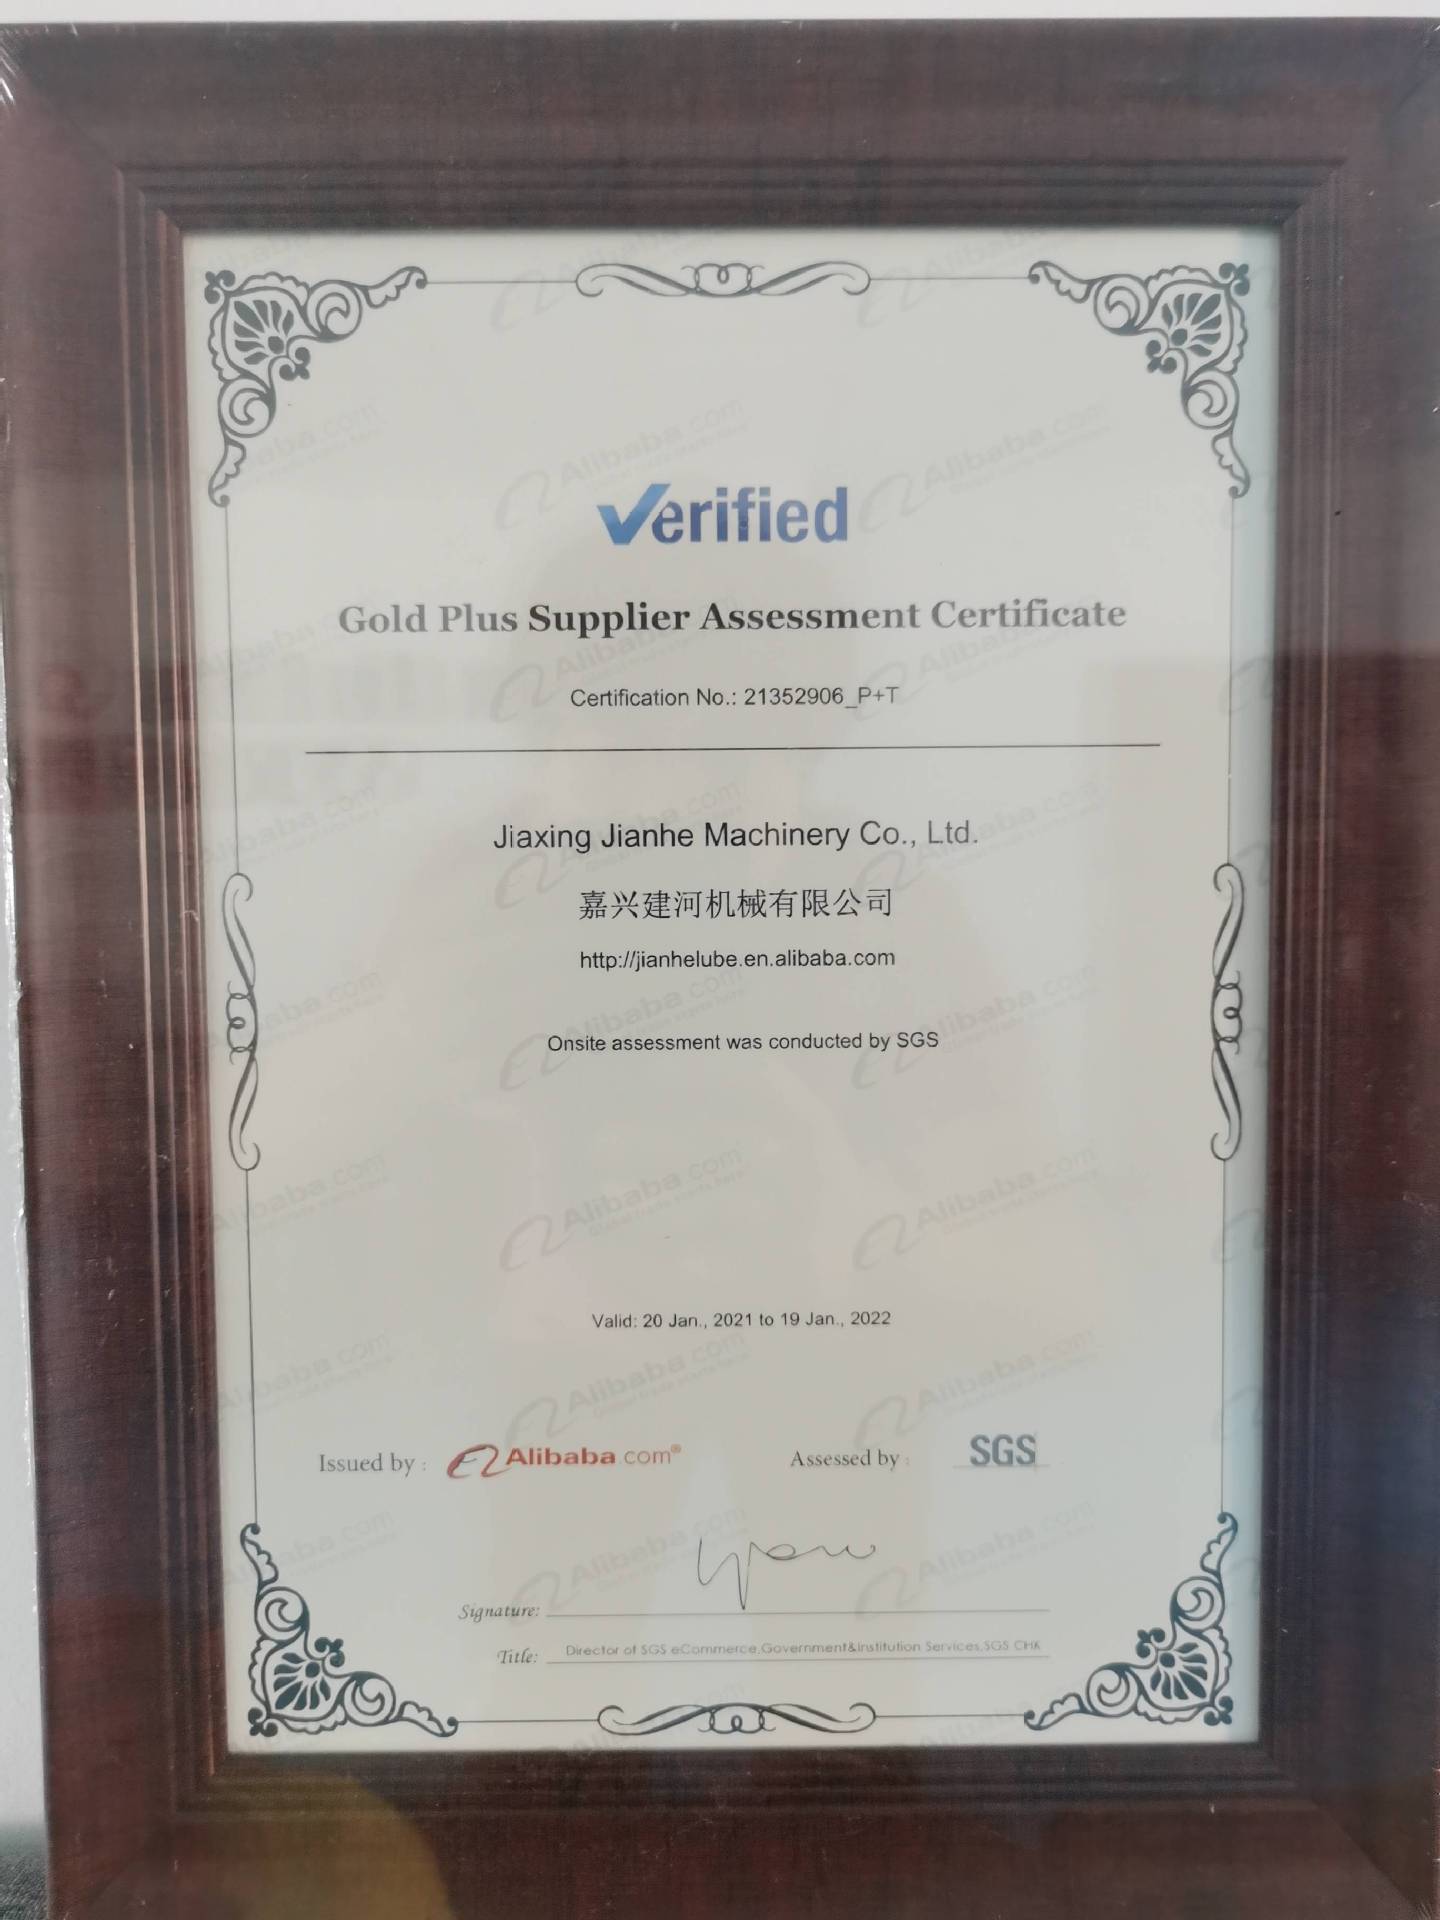 Verified
Gold Plus Supplier Assessment Certificate
Certification No.: 21352906_P+T
Jiaxing Jianhe Machinery Co., Ltd.
嘉兴建河机械有限公司
http://jianhelube.en.alibaba.com
Onsite assessment was conducted by SGS
Valid: 20 Jan., 2021 to 19 Jan., 2022
Issued by : Alibaba.com® Assessed by : SGS
Signature:
Title: Director of SGS eCommerce,Government&Institution Services,SGS CHK